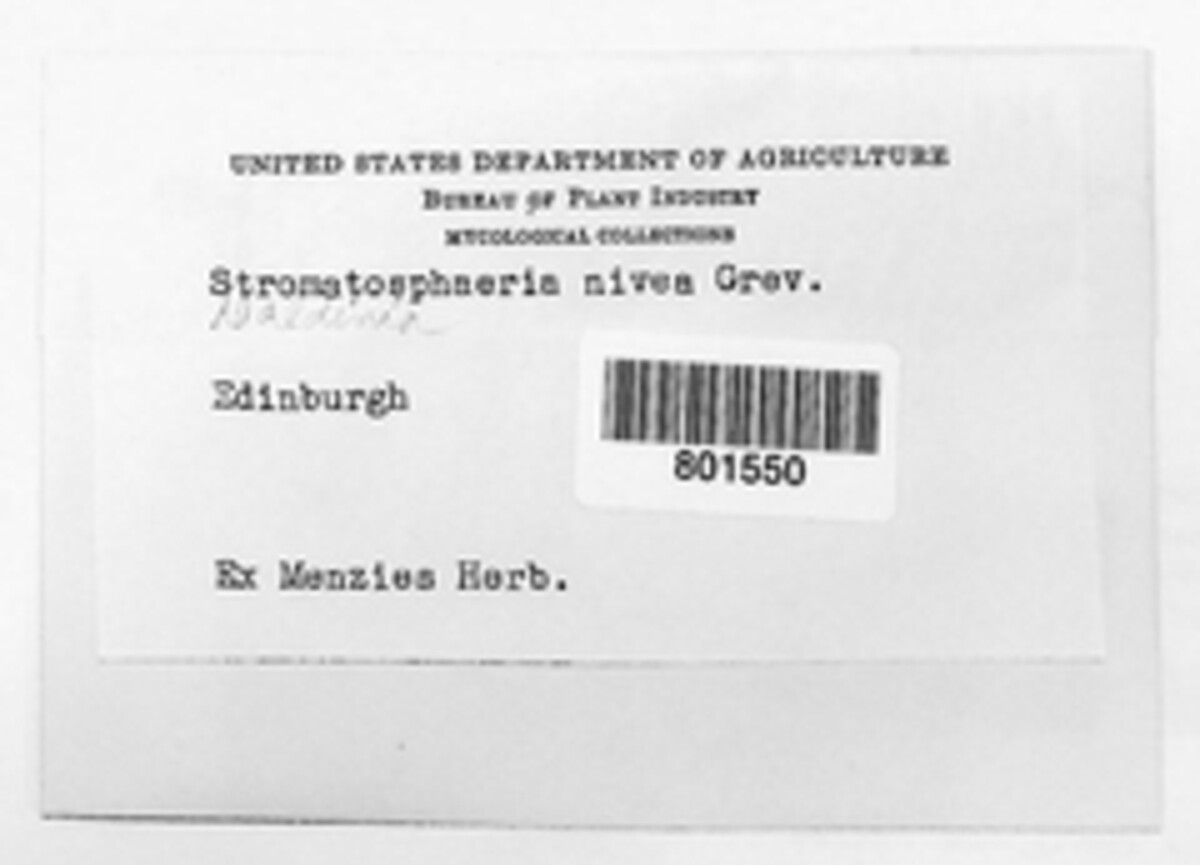 UNITED STATES DEPARTMENT OF AGRICULTURE
BUREAU OF PLANT INDUSTRY
MYCOLOGICAL COLLECTIONS
Stromatosphaeria nivea Grev.
Edinburgh
801550
Ex Menzies Herb.